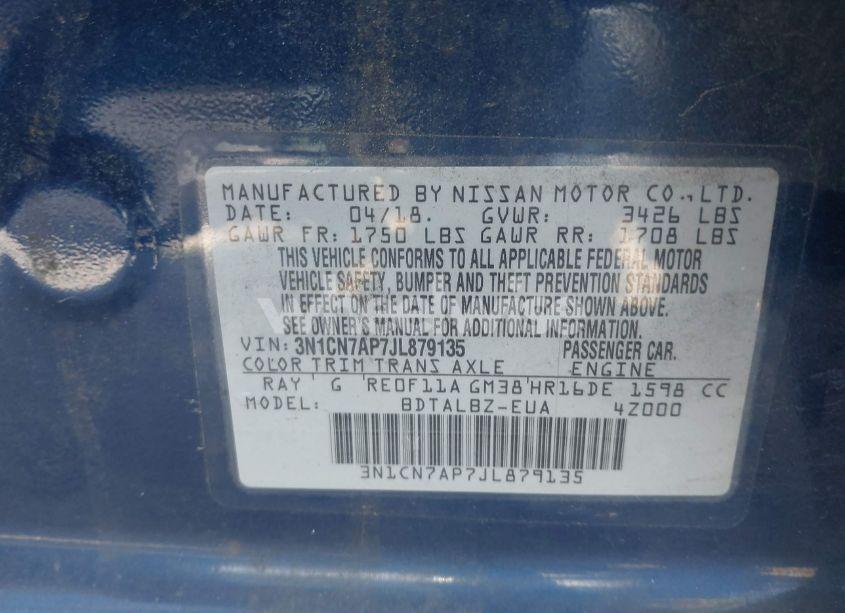 MANUFACTURED BY NISSAN MOTOR CO.,LTD.
DATE: 04/18. GVWR: 3426 LBS
GAWR FR: 1750 LBS GAWR RR: 1708 LBS
THIS VEHICLE CONFORMS TO ALL APPLICABLE FEDERAL MOTOR
VEHICLE SAFETY, BUMPER AND THEFT PREVENTION STANDARDS
IN EFFECT ON THE DATE OF MANUFACTURE SHOWN ABOVE.
SEE OWNER'S MANUAL FOR ADDITIONAL INFORMATION.
VIN: 3N1CN7AP7JL879135 PASSENGER CAR.
COLOR TRIM TRANS AXLE ENGINE
RAY G RE0F11A GM38 HR16DE 1598 CC
MODEL: BDTALBZ-EUA 4Z000
3N1CN7AP7JL879135